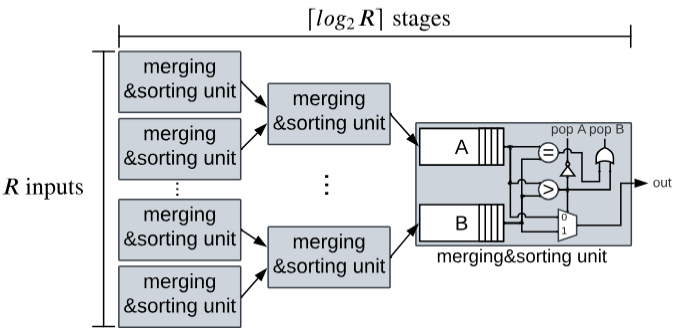 ⌈log₂ R⌉ stages
R inputs
merging
&sorting unit
merging
&sorting unit
⋮
merging
&sorting unit
merging
&sorting unit
merging
&sorting unit
⋮
merging
&sorting unit
pop A pop B
A
=
>
B
0
1
out
merging&sorting unit